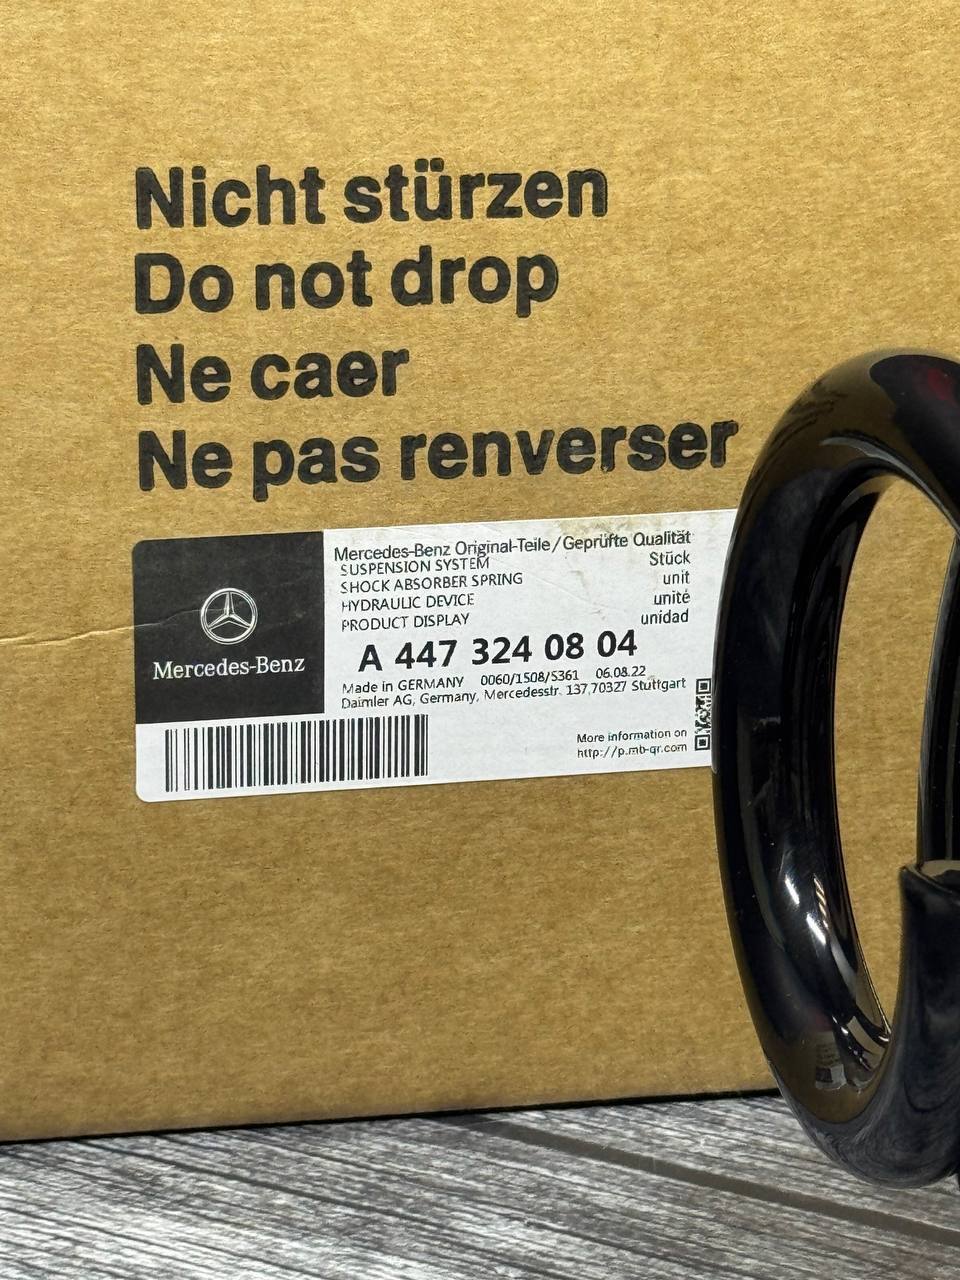 Nicht stürzen
Do not drop
Ne caer
Ne pas renverser
Mercedes-Benz
Mercedes-Benz Original-Teile/Geprüfte Qualität
SUSPENSION SYSTEM Stück
SHOCK ABSORBER SPRING unit
HYDRAULIC DEVICE unité
PRODUCT DISPLAY unidad
A 447 324 08 04
Made in GERMANY 0060/1508/S361 06.08.22
Daimler AG, Germany, Mercedesstr. 137,70327 Stuttgart
More information on
http://p.mb-qr.com